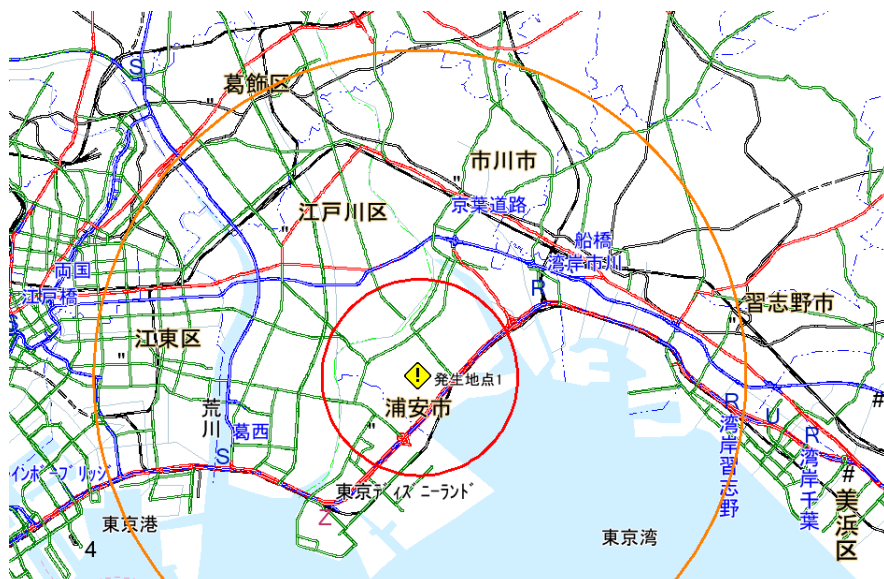 S
葛飾区
"
市川市
"
京葉道路
江戸川区
"
船橋
湾岸市川
両国
R
江戸橋
習志野市
"
江東区
"
発生地点1
浦安市
"
荒川
葛西
S
R
U
R
#
#
湾岸習志野
湾岸千葉
美浜区
インボーブリッジ
東京ディズニーランド
Z
東京港
4
東京湾